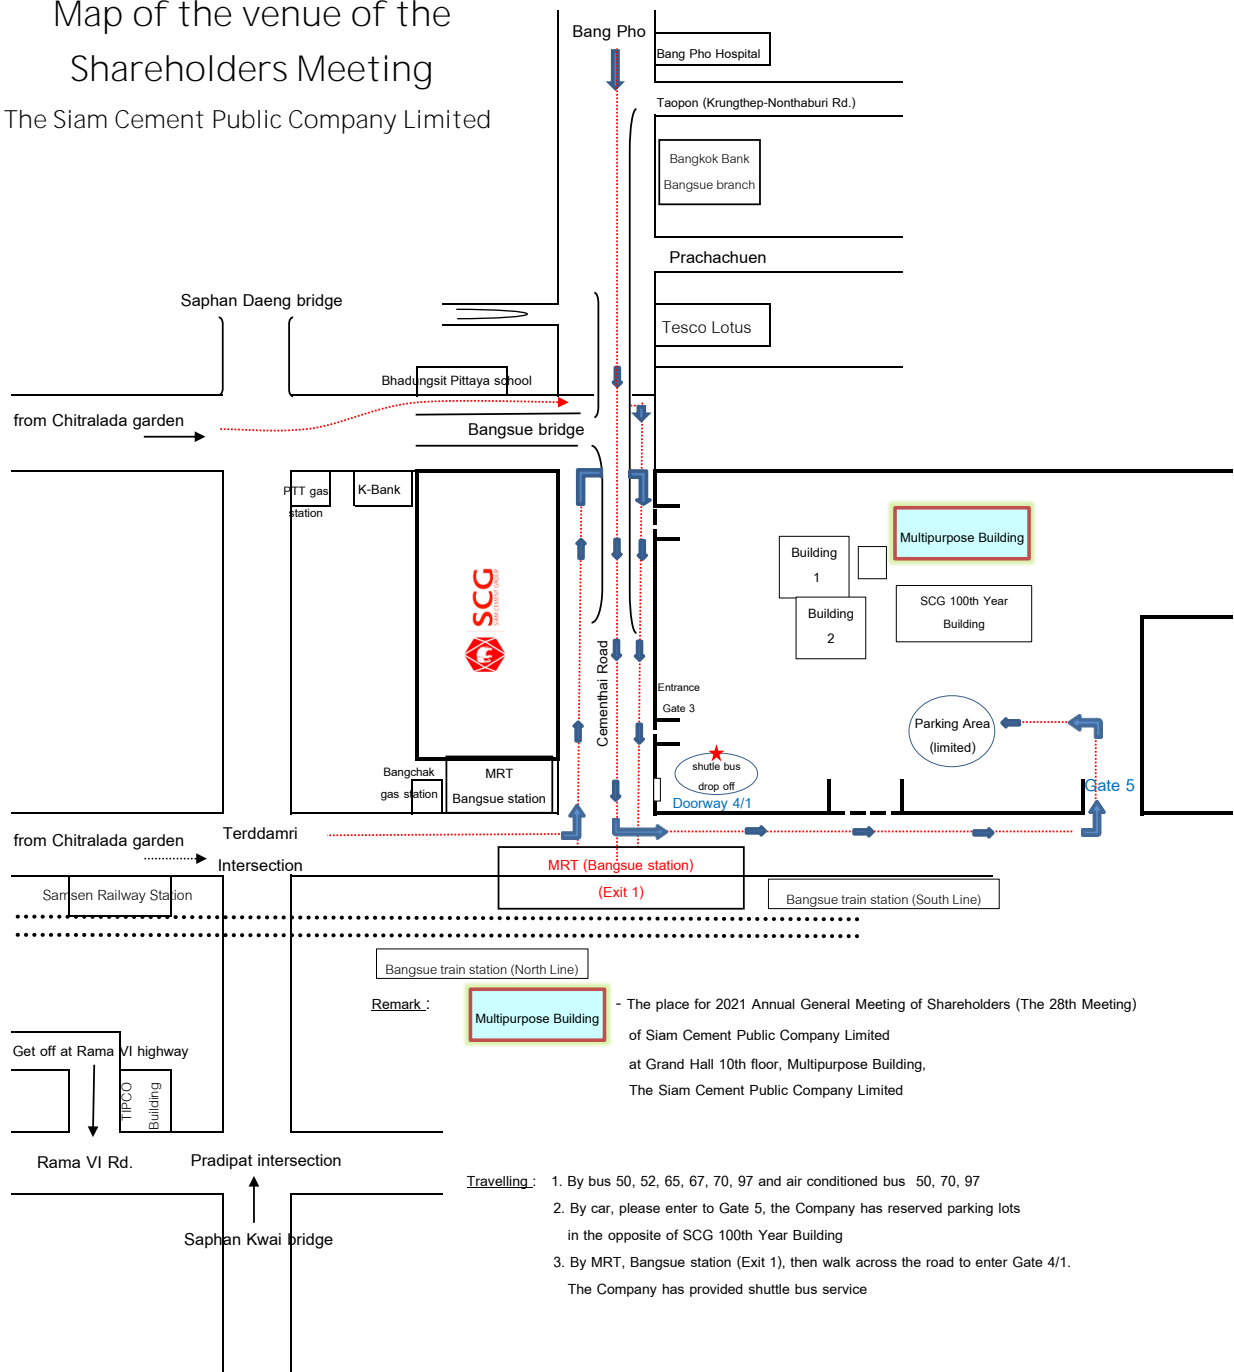 Map of the venue of the
Shareholders Meeting
The Siam Cement Public Company Limited
Bang Pho
Bang Pho Hospital
Taopon (Krungthep-Nonthaburi Rd.)
Bangkok Bank
Bangsue branch
Prachachuen
Saphan Daeng bridge
Tesco Lotus
Bhadungsit Pittaya school
from Chitralada garden
Bangsue bridge
PTT gas
station
K-Bank
SCG
SIAM CEMENT GROUP
Multipurpose Building
Building
1
Building
2
SCG 100th Year
Building
Cementhai Road
Entrance
Gate 3
Parking Area
(limited)
shutle bus
drop off
Doorway 4/1
Gate 5
Bangchak
gas station
MRT
Bangsue station
from Chitralada garden
Terddamri
Intersection
MRT (Bangsue station)
(Exit 1)
Samsen Railway Station
Bangsue train station (South Line)
Bangsue train station (North Line)
Remark :
Multipurpose Building
- The place for 2021 Annual General Meeting of Shareholders (The 28th Meeting)
of Siam Cement Public Company Limited
at Grand Hall 10th floor, Multipurpose Building,
The Siam Cement Public Company Limited
Get off at Rama VI highway
TIPCO
Building
Rama VI Rd.
Pradipat intersection
Saphan Kwai bridge
Travelling :
1. By bus 50, 52, 65, 67, 70, 97 and air conditioned bus 50, 70, 97
2. By car, please enter to Gate 5, the Company has reserved parking lots
in the opposite of SCG 100th Year Building
3. By MRT, Bangsue station (Exit 1), then walk across the road to enter Gate 4/1.
The Company has provided shuttle bus service